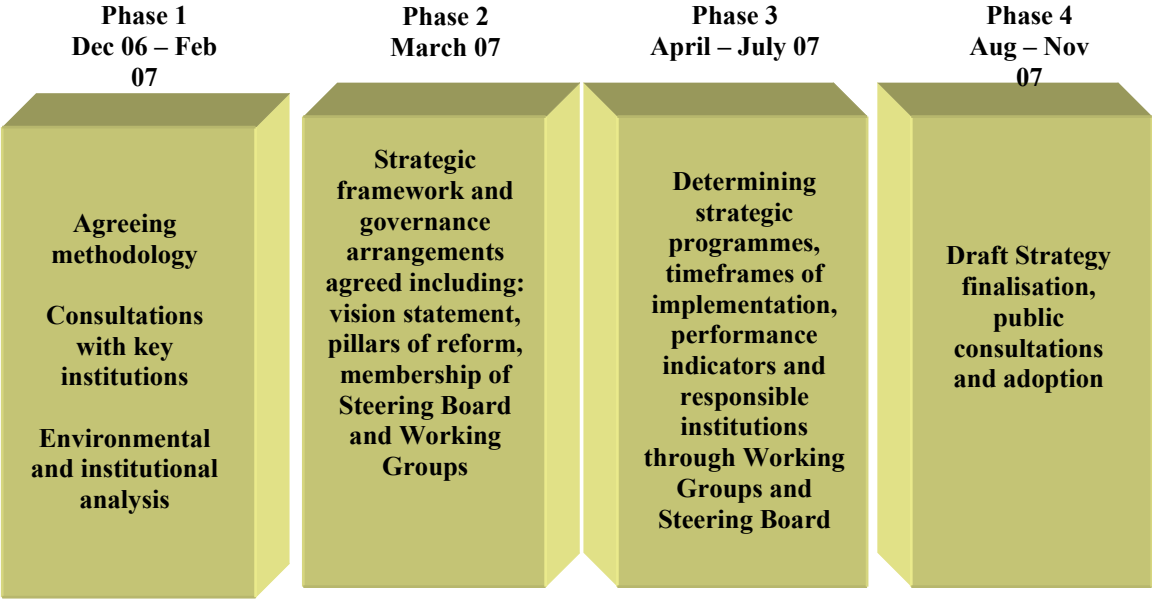 Phase 1
Dec 06 – Feb
07
Agreeing
methodology
Consultations
with key
institutions
Environmental
and institutional
analysis
Phase 2
March 07
Strategic
framework and
governance
arrangements
agreed including:
vision statement,
pillars of reform,
membership of
Steering Board
and Working
Groups
Phase 3
April – July 07
Determining
strategic
programmes,
timeframes of
implementation,
performance
indicators and
responsible
institutions
through Working
Groups and
Steering Board
Phase 4
Aug – Nov
07
Draft Strategy
finalisation,
public
consultations
and adoption